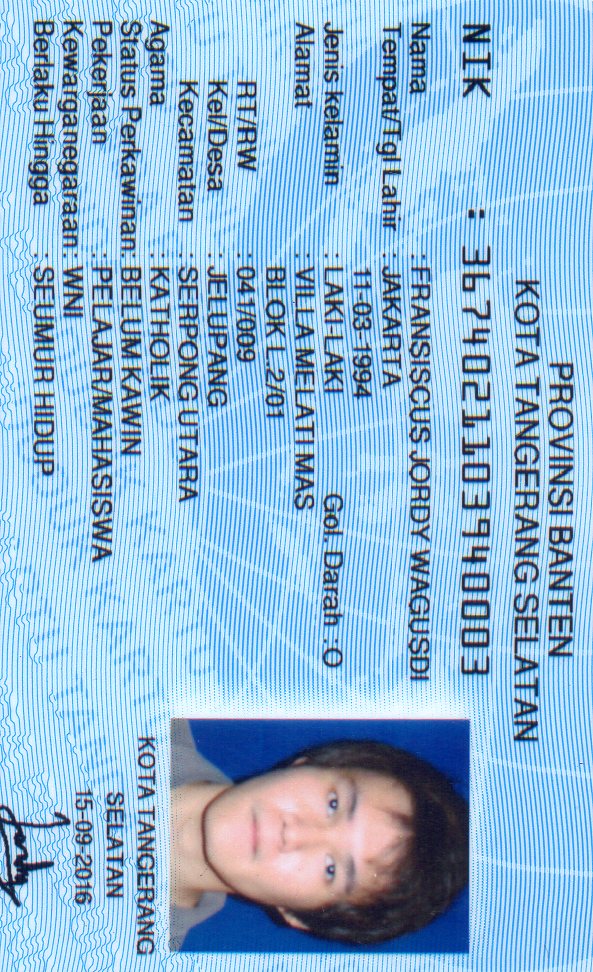 PROVINSI BANTEN
KOTA TANGERANG SELATAN
NIK : 3674021103940003
Nama : FRANSISCUS JORDY WAGUSDI
Tempat/Tgl Lahir : JAKARTA
11-03-1994
Jenis kelamin : LAKI-LAKI Gol. Darah : O
Alamat : VILLA MELATI MAS
BLOK L.2/01
RT/RW : 041/009
Kel/Desa : JELUPANG
Kecamatan : SERPONG UTARA
Agama : KATHOLIK
Status Perkawinan: BELUM KAWIN
Pekerjaan : PELAJAR/MAHASISWA
Kewarganegaraan: WNI
Berlaku Hingga : SEUMUR HIDUP
KOTA TANGERANG
SELATAN
15-09-2016
Jordy